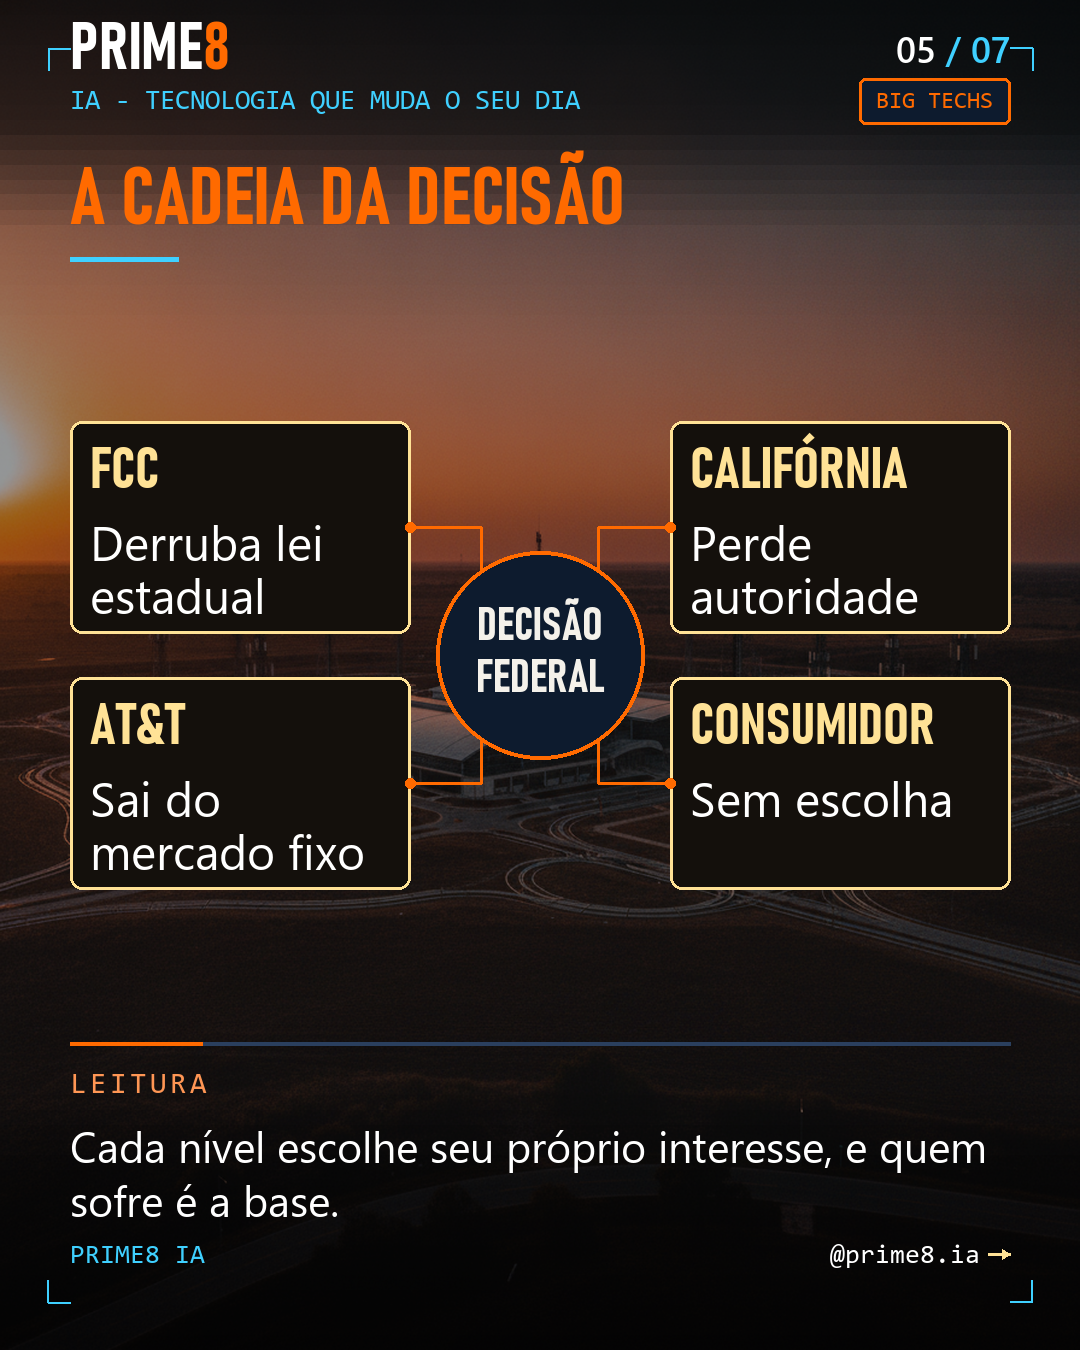 PRIME8
05 / 07
IA - TECNOLOGIA QUE MUDA O SEU DIA
BIG TECHS
A CADEIA DA DECISÃO
FCC
Derruba lei
estadual
CALIFÓRNIA
Perde
autoridade
DECISÃO
FEDERAL
AT&T
Sai do
mercado fixo
CONSUMIDOR
Sem escolha
LEITURA
Cada nível escolhe seu próprio interesse, e quem
sofre é a base.
PRIME8 IA
@prime8.ia